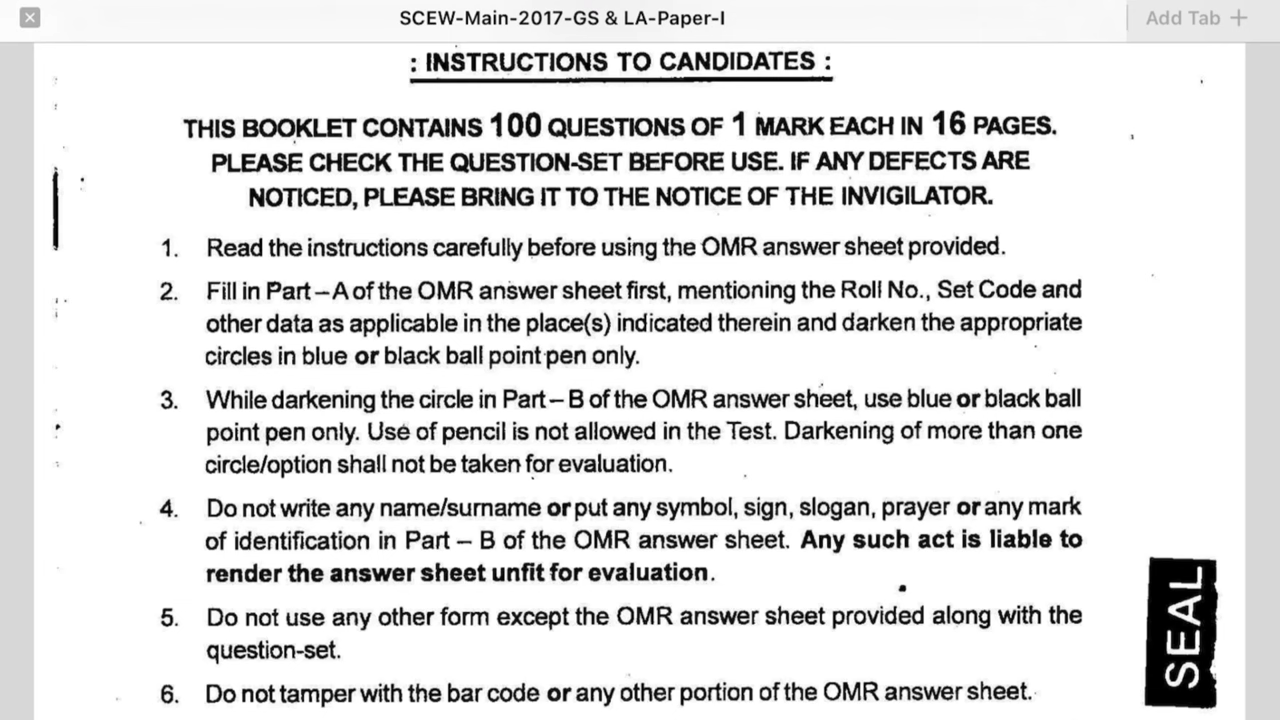 SCEW-Main-2017-GS & LA-Paper-I
Add Tab +
: INSTRUCTIONS TO CANDIDATES :
THIS BOOKLET CONTAINS 100 QUESTIONS OF 1 MARK EACH IN 16 PAGES.
PLEASE CHECK THE QUESTION-SET BEFORE USE. IF ANY DEFECTS ARE
NOTICED, PLEASE BRING IT TO THE NOTICE OF THE INVIGILATOR.
1. Read the instructions carefully before using the OMR answer sheet provided.
2. Fill in Part – A of the OMR answer sheet first, mentioning the Roll No., Set Code and
other data as applicable in the place(s) indicated therein and darken the appropriate
circles in blue or black ball point pen only.
3. While darkening the circle in Part – B of the OMR answer sheet, use blue or black ball
point pen only. Use of pencil is not allowed in the Test. Darkening of more than one
circle/option shall not be taken for evaluation.
4. Do not write any name/surname or put any symbol, sign, slogan, prayer or any mark
of identification in Part – B of the OMR answer sheet. Any such act is liable to
render the answer sheet unfit for evaluation.
5. Do not use any other form except the OMR answer sheet provided along with the
question-set.
6. Do not tamper with the bar code or any other portion of the OMR answer sheet.
SEAL